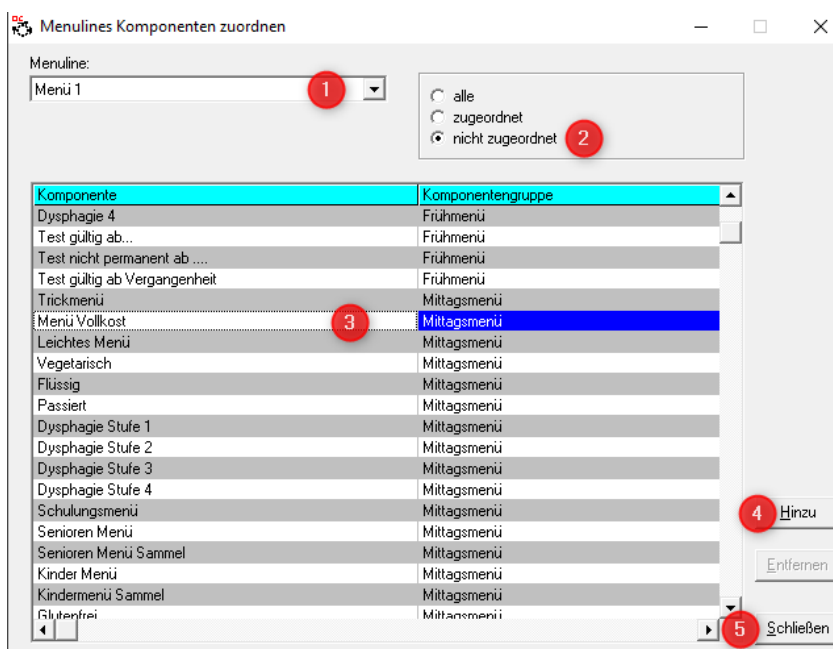 Menulines Komponenten zuordnen
Menuline:
Menü 1
1
alle
zugeordnet
nicht zugeordnet
2
Komponente Komponentengruppe
Dysphagie 4 Frühmenü
Test gültig ab... Frühmenü
Test nicht permanent ab .... Frühmenü
Test gültig ab Vergangenheit Frühmenü
Trickmenü Mittagsmenü
Menü Vollkost 3 Mittagsmenü
Leichtes Menü Mittagsmenü
Vegetarisch Mittagsmenü
Flüssig Mittagsmenü
Passiert Mittagsmenü
Dysphagie Stufe 1 Mittagsmenü
Dysphagie Stufe 2 Mittagsmenü
Dysphagie Stufe 3 Mittagsmenü
Dysphagie Stufe 4 Mittagsmenü
Schulungsmenü Mittagsmenü
Senioren Menü Mittagsmenü
Senioren Menü Sammel Mittagsmenü
Kinder Menü Mittagsmenü
Kindermenü Sammel Mittagsmenü
Glutenfrei Mittagsmenü
4 Hinzu
Entfernen
5 Schließen